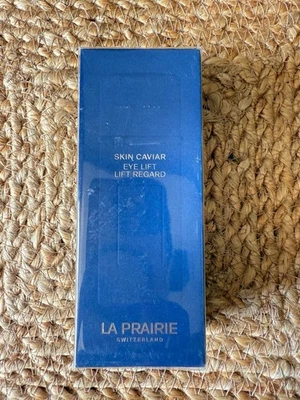 SKIN CAVIAR
EYE LIFT
LIFT REGARD
LA PRAIRIE
SWITZERLAND